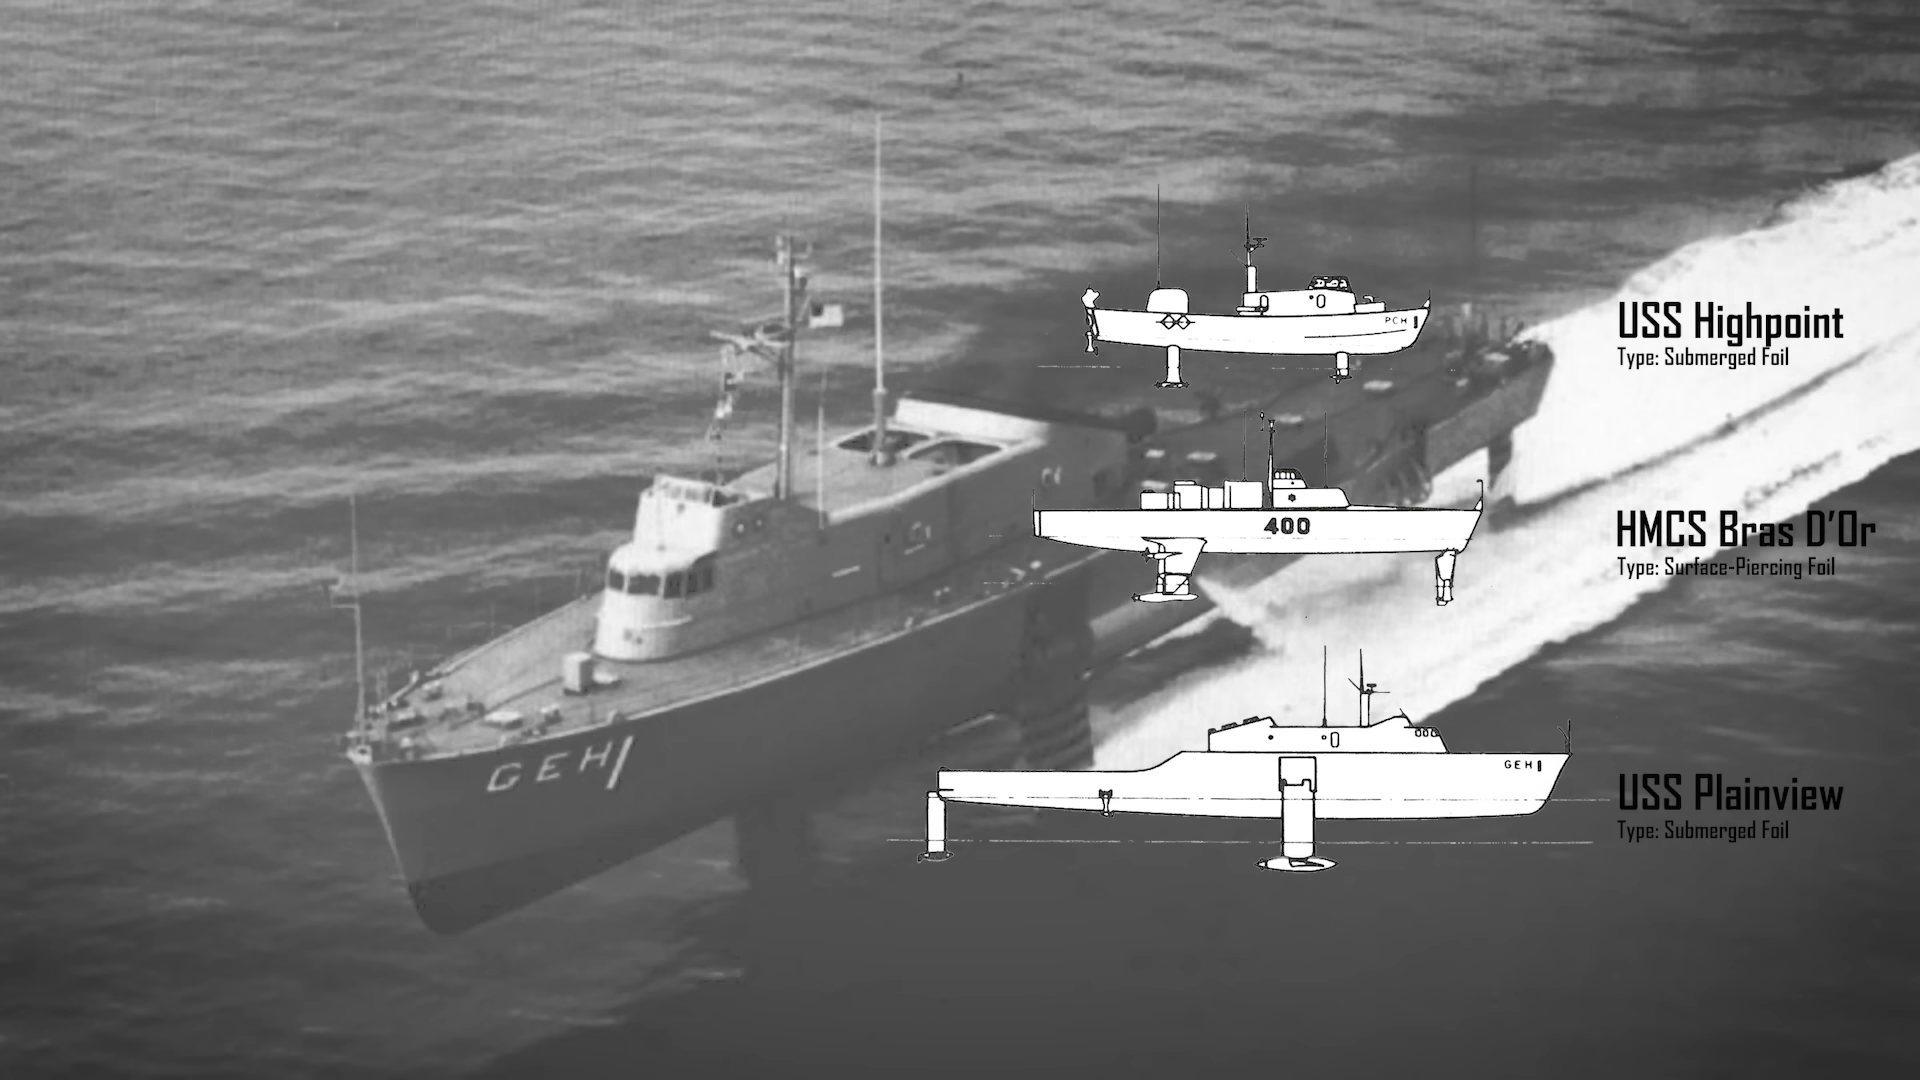 USS Highpoint
Type: Submerged Foil
PCH 1
400
HMCS Bras D'Or
Type: Surface-Piercing Foil
GEH 1
USS Plainview
Type: Submerged Foil
GEH 1